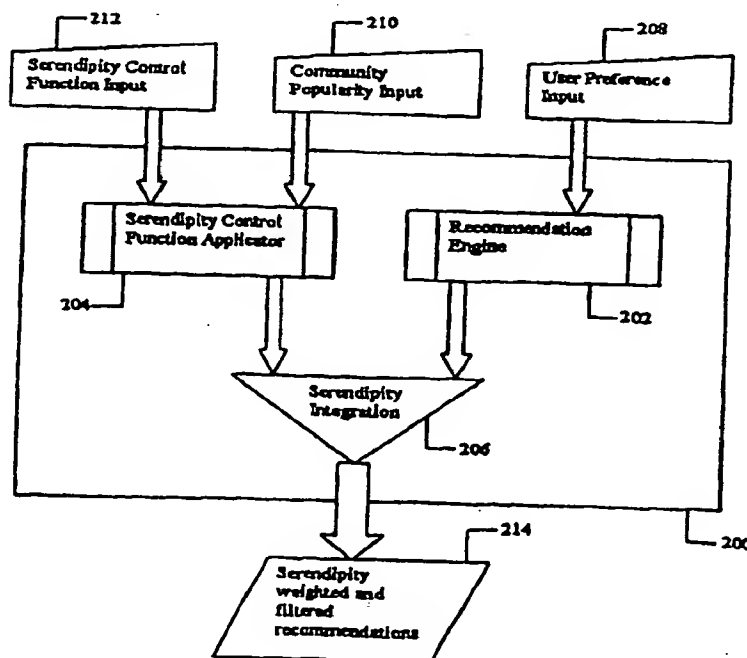 212
210
208
Serendipity Control
Function Input
Community
Popularity Input
User Preference
Input
Serendipity Control
Function Applicator
Recommendation
Engine
204
202
Serendipity
Integration
206
200
214
Serendipity
weighted and
filtered
recommendations